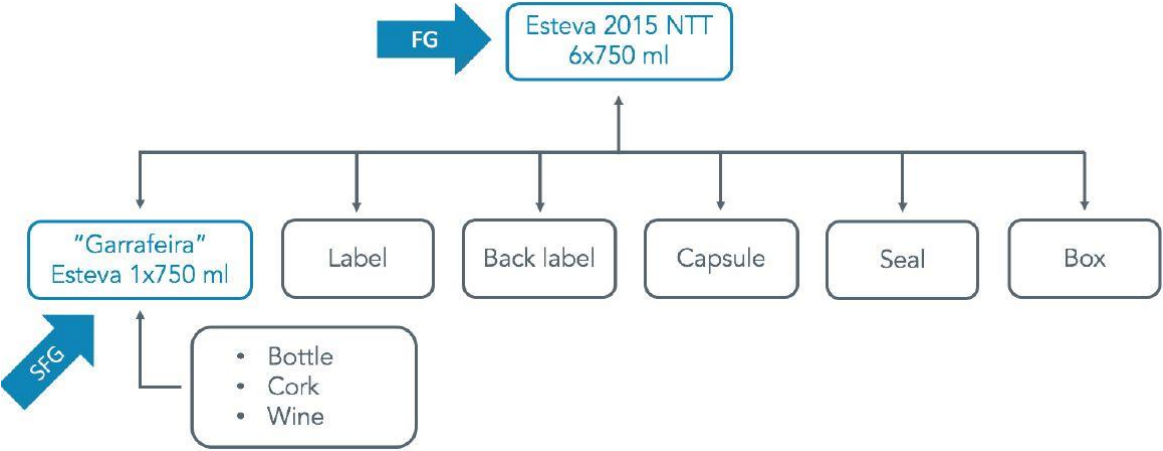 FG
Esteva 2015 NTT
6x750 ml
"Garrafeira"
Esteva 1x750 ml
Label
Back label
Capsule
Seal
Box
SFG
• Bottle
• Cork
• Wine